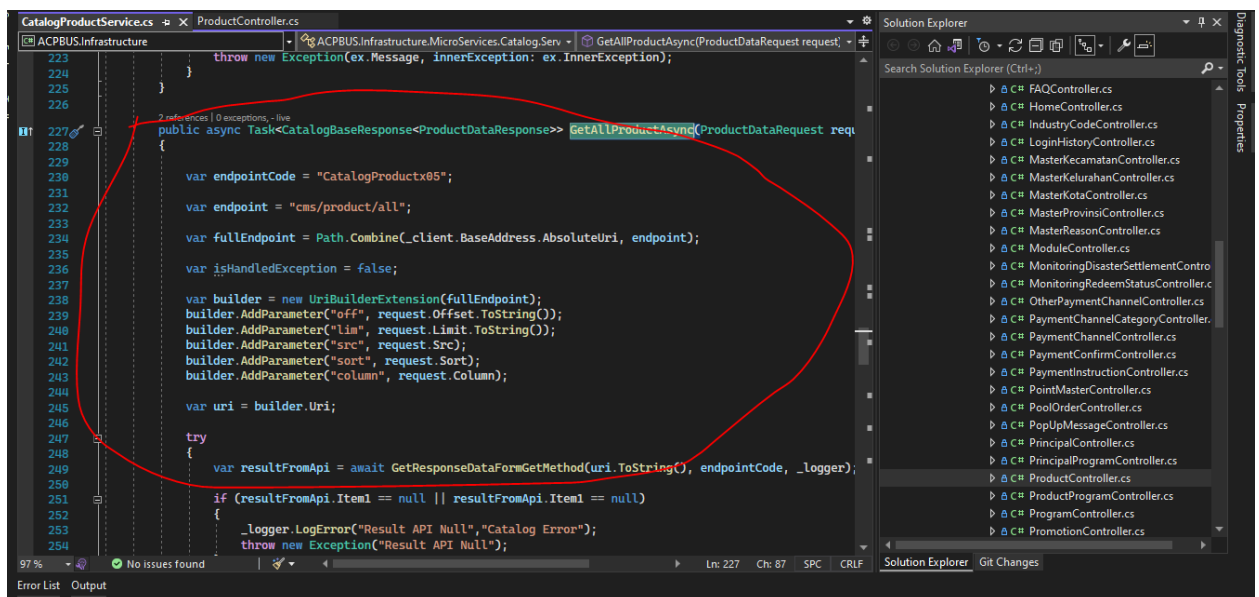 CatalogProductService.cs
ProductController.cs
ACPBUS.Infrastructure
ACPBUS.Infrastructure.MicroServices.Catalog.Serv
GetAllProductAsync(ProductDataRequest request,
223 throw new Exception(ex.Message, innerException: ex.InnerException);
224 }
225 }
226
2 references | 0 exceptions, - live
227 public async Task<CatalogBaseResponse<ProductDataResponse>> GetAllProductAsync(ProductDataRequest requ
228 {
229
230 var endpointCode = "CatalogProductx05";
231
232 var endpoint = "cms/product/all";
233
234 var fullEndpoint = Path.Combine(_client.BaseAddress.AbsoluteUri, endpoint);
235
236 var isHandledException = false;
237
238 var builder = new UriBuilderExtension(fullEndpoint);
239 builder.AddParameter("off", request.Offset.ToString());
240 builder.AddParameter("lim", request.Limit.ToString());
241 builder.AddParameter("src", request.Src);
242 builder.AddParameter("sort", request.Sort);
243 builder.AddParameter("column", request.Column);
244
245 var uri = builder.Uri;
246
247 try
248 {
249 var resultFromApi = await GetResponseDataFormGetMethod(uri.ToString(), endpointCode, _logger);
250
251 if (resultFromApi.Item1 == null || resultFromApi.Item1 == null)
252 {
253 _logger.LogError("Result API Null","Catalog Error");
254 throw new Exception("Result API Null");
97 %
No issues found
Ln: 227 Ch: 87 SPC CRLF
Error List Output
Solution Explorer
Search Solution Explorer (Ctrl+;)
C# FAQController.cs
C# HomeController.cs
C# IndustryCodeController.cs
C# LoginHistoryController.cs
C# MasterKecamatanController.cs
C# MasterKelurahanController.cs
C# MasterKotaController.cs
C# MasterProvinsiController.cs
C# MasterReasonController.cs
C# ModuleController.cs
C# MonitoringDisasterSettlementContro
C# MonitoringRedeemStatusController.c
C# OtherPaymentChannelController.cs
C# PaymentChannelCategoryController.
C# PaymentChannelController.cs
C# PaymentConfirmController.cs
C# PaymentInstructionController.cs
C# PointMasterController.cs
C# PoolOrderController.cs
C# PopUpMessageController.cs
C# PrincipalController.cs
C# PrincipalProgramController.cs
C# ProductController.cs
C# ProductProgramController.cs
C# ProgramController.cs
C# PromotionController.cs
Solution Explorer Git Changes
Diagnostic Tools
Properties